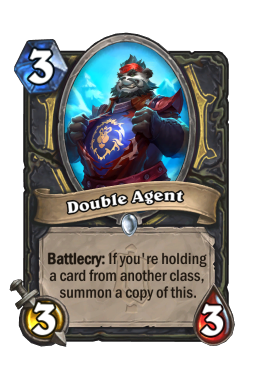 3
Double Agent
Battlecry: If you're holding
a card from another class,
summon a copy of this.
3
3